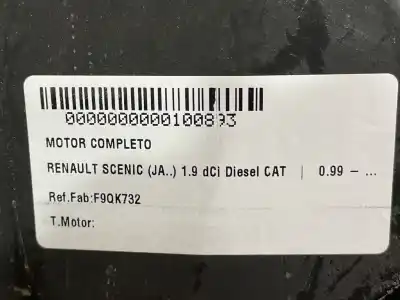 0000000000100893
MOTOR COMPLETO
RENAULT SCENIC (JA..) 1.9 dCi Diesel CAT | 0.99 – ...
Ref.Fab:F9QK732
T.Motor: